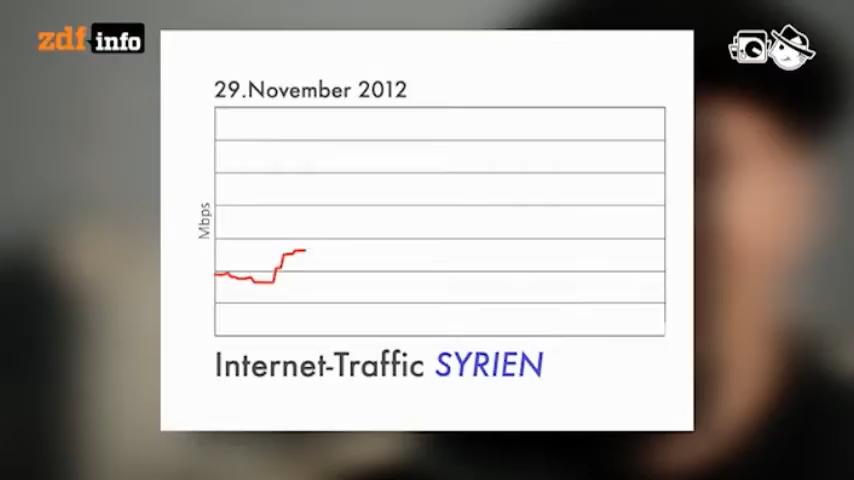 zdf info
29.November 2012
Mbps
Internet-Traffic SYRIEN